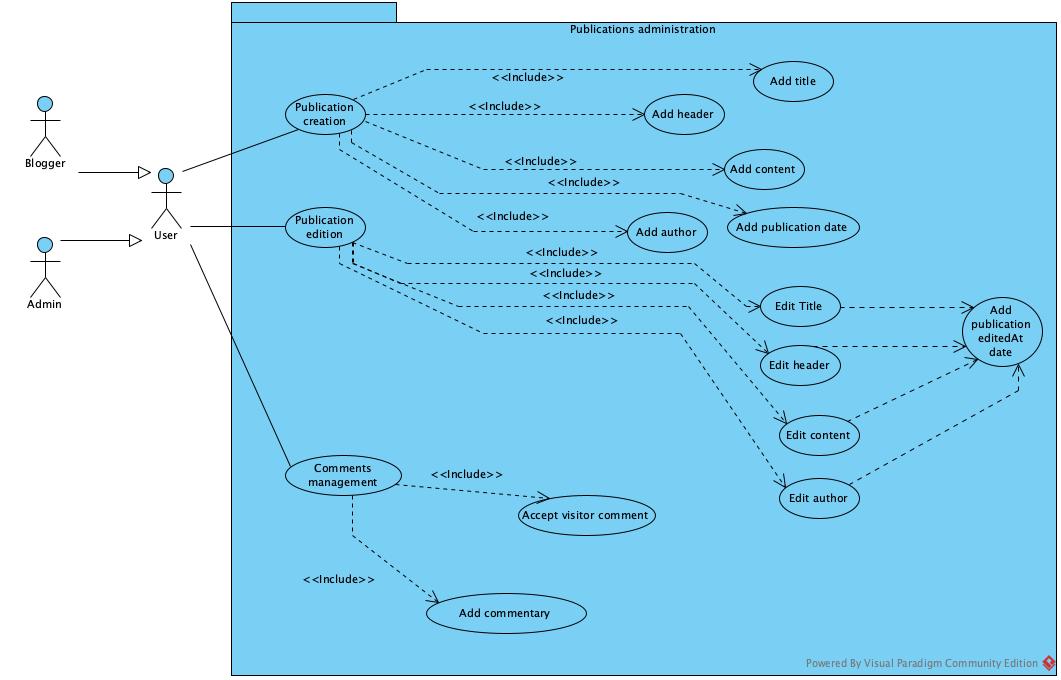 Publications administration
<<Include>>
Add title
Publication
creation
<<Include>>
Add header
Blogger
<<Include>>
Add content
<<Include>>
<<Include>>
Add publication date
Add author
User
Publication
edition
<<Include>>
<<Include>>
<<Include>>
<<Include>>
Admin
Edit Title
Add
publication
editedAt
date
Edit header
Edit content
Comments
management
<<Include>>
Edit author
Accept visitor comment
<<Include>>
Add commentary
Powered By Visual Paradigm Community Edition